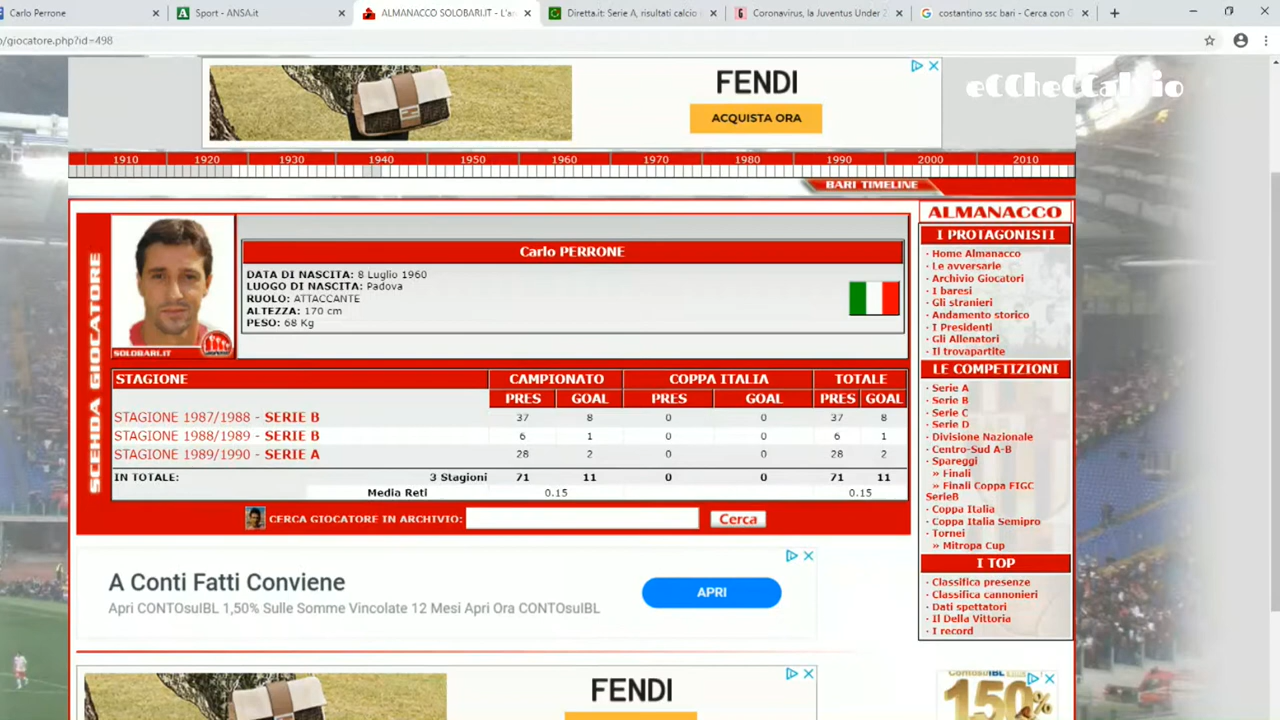 Carlo Perrone
Sport - ANSA.it
ALMANACCO SOLOBARI.IT - L'a
Diretta.it: Serie A, risultati calcio
Coronavirus, la Juventus Under 2
costantino ssc bari - Cerca con G
/giocatore.php?id=498
FENDI
ACQUISTA ORA
eCCheCCalcio
1910 1920 1930 1940 1950 1960 1970 1980 1990 2000 2010
BARI TIMELINE
SCEHDA GIOCATORE
SOLOBARI.IT
Carlo PERRONE
DATA DI NASCITA: 8 Luglio 1960
LUOGO DI NASCITA: Padova
RUOLO: ATTACCANTE
ALTEZZA: 170 cm
PESO: 68 Kg
STAGIONE CAMPIONATO COPPA ITALIA TOTALE
PRES GOAL PRES GOAL PRES GOAL
STAGIONE 1987/1988 - SERIE B 37 8 0 0 37 8
STAGIONE 1988/1989 - SERIE B 6 1 0 0 6 1
STAGIONE 1989/1990 - SERIE A 28 2 0 0 28 2
IN TOTALE: 3 Stagioni 71 11 0 0 71 11
Media Reti 0.15 0.15
CERCA GIOCATORE IN ARCHIVIO: Cerca
ALMANACCO
I PROTAGONISTI
· Home Almanacco
· Le avversarie
· Archivio Giocatori
· I baresi
· Gli stranieri
· Andamento storico
· I Presidenti
· Gli Allenatori
· Il trovapartite
LE COMPETIZIONI
· Serie A
· Serie B
· Serie C
· Serie D
· Divisione Nazionale
· Centro-Sud A-B
· Spareggi
» Finali
» Finali Coppa FIGC
SerieB
· Coppa Italia
· Coppa Italia Semipro
· Tornei
» Mitropa Cup
I TOP
· Classifica presenze
· Classifica cannonieri
· Dati spettatori
· Il Della Vittoria
· I record
A Conti Fatti Conviene
Apri CONTOsuIBL 1,50% Sulle Somme Vincolate 12 Mesi Apri Ora CONTOsuIBL
APRI
FENDI
ContosuIBL
150%